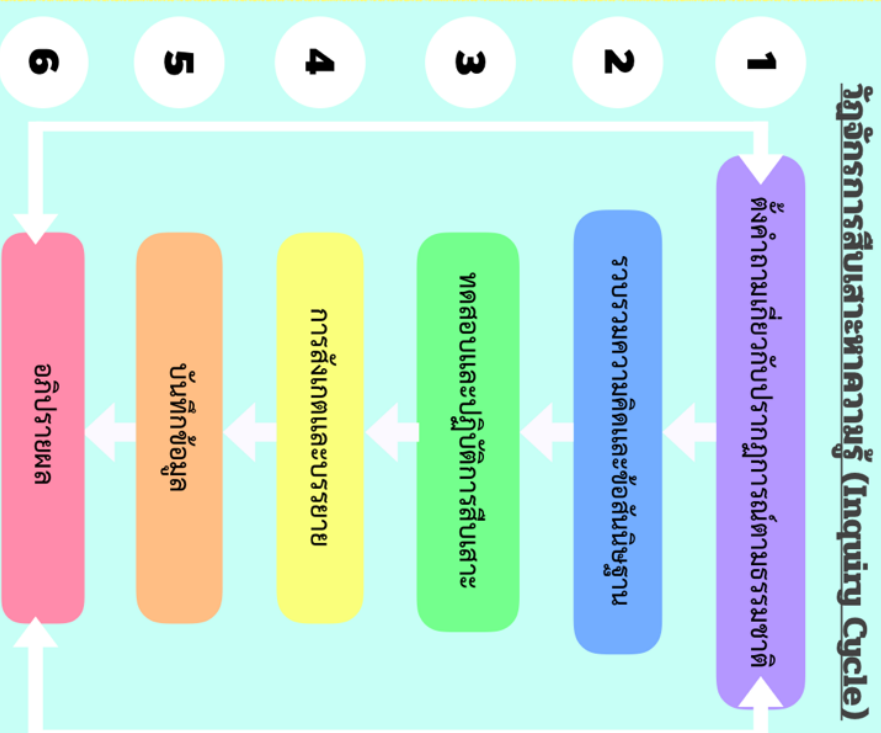 วัฏจักรการสืบเสาะหาความรู้ (Inquiry Cycle)
1
ตั้งคำถามเกี่ยวกับปรากฏการณ์ตามธรรมชาติ
2
รวบรวมความคิดและข้อสันนิษฐาน
3
ทดสอบและปฏิบัติการสืบเสาะ
4
การสังเกตและบรรยาย
5
บันทึกข้อมูล
6
อภิปรายผล